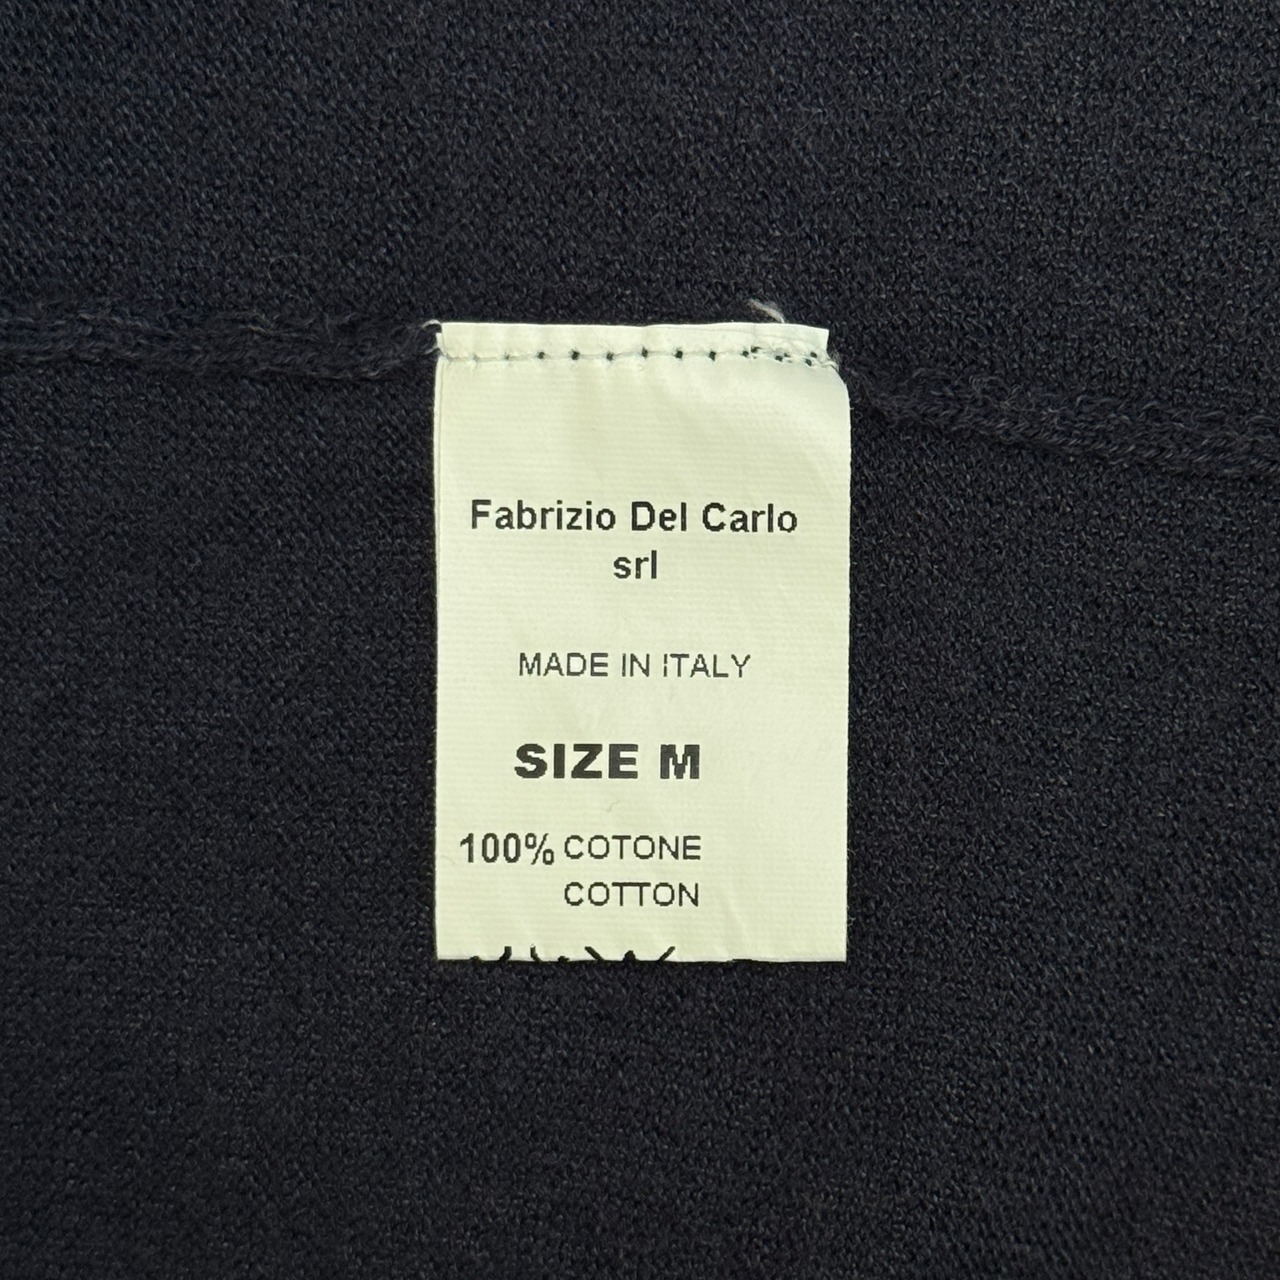 Fabrizio Del Carlo
srl
MADE IN ITALY
SIZE M
100% COTONE
COTTON